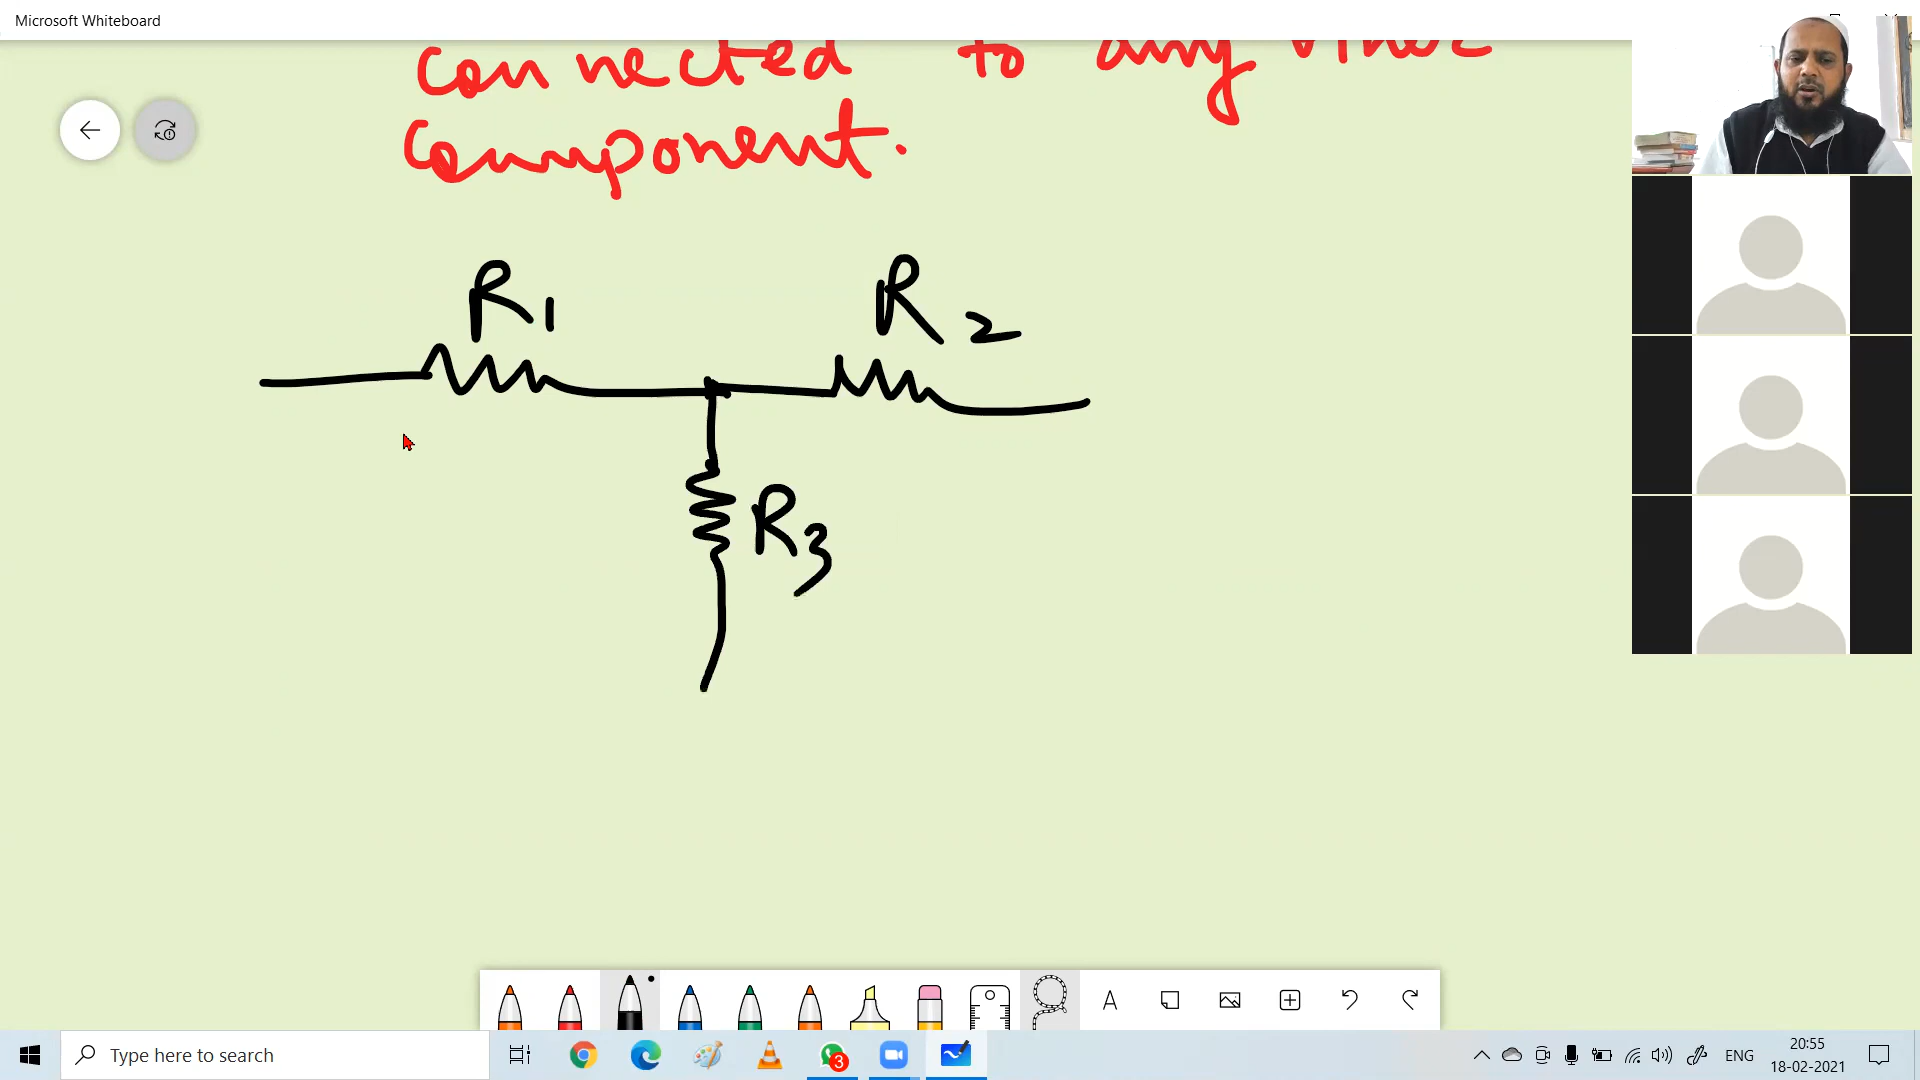 Microsoft Whiteboard
connected to any other
component.
R1
R2
R3
A
Type here to search
3
ENG
20:55
18-02-2021